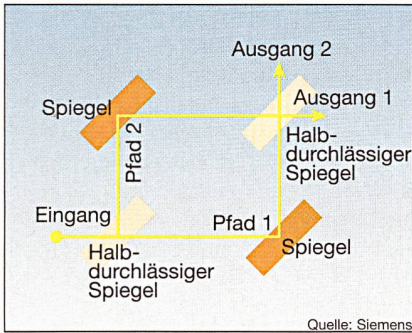 Ausgang 2
Spiegel
Ausgang 1
Pfad 2
Halb-
durchlässiger
Spiegel
Eingang
Pfad 1
Halb-
durchlässiger
Spiegel
Spiegel
Quelle: Siemens